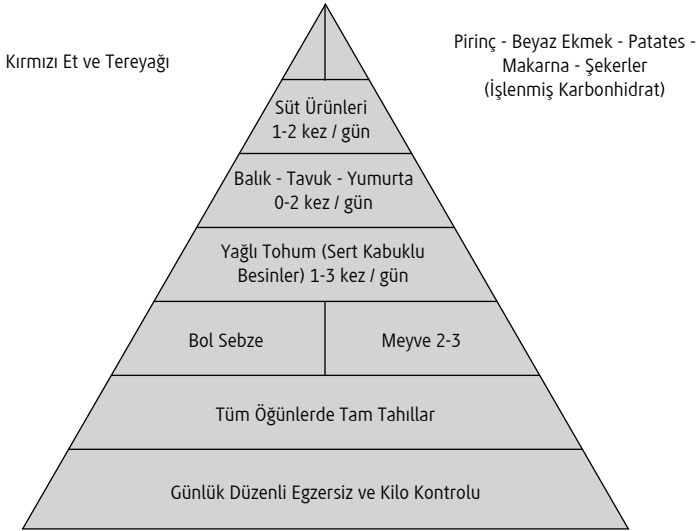 Kırmızı Et ve Tereyağı
Pirinç - Beyaz Ekmek - Patates -
Makarna - Şekerler
(İşlenmiş Karbonhidrat)
Süt Ürünleri
1-2 kez / gün
Balık - Tavuk - Yumurta
0-2 kez / gün
Yağlı Tohum (Sert Kabuklu
Besinler) 1-3 kez / gün
Bol Sebze
Meyve 2-3
Tüm Öğünlerde Tam Tahıllar
Günlük Düzenli Egzersiz ve Kilo Kontrolu